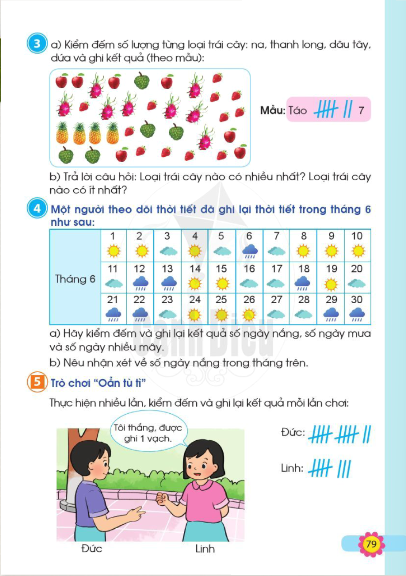 3 a) Kiểm đếm số lượng từng loại trái cây: na, thanh long, dâu tây,
dứa và ghi kết quả (theo mẫu):
Mẫu: Táo 7
b) Trả lời câu hỏi: Loại trái cây nào có nhiều nhất? Loại trái cây
nào có ít nhất?
4 Một người theo dõi thời tiết đã ghi lại thời tiết trong tháng 6
như sau:
1 2 3 4 5 6 7 8 9 10
Tháng 6
11 12 13 14 15 16 17 18 19 20
21 22 23 24 25 26 27 28 29 30
a) Hãy kiểm đếm và ghi lại kết quả số ngày nắng, số ngày mưa
và số ngày nhiều mây.
b) Nêu nhận xét về số ngày nắng trong tháng trên.
5 Trò chơi “Oẳn tù tì”
Thực hiện nhiều lần, kiểm đếm và ghi lại kết quả mỗi lần chơi:
Tôi thắng, được
ghi 1 vạch.
Đức:
Linh:
Đức Linh
79
Cánh Diều